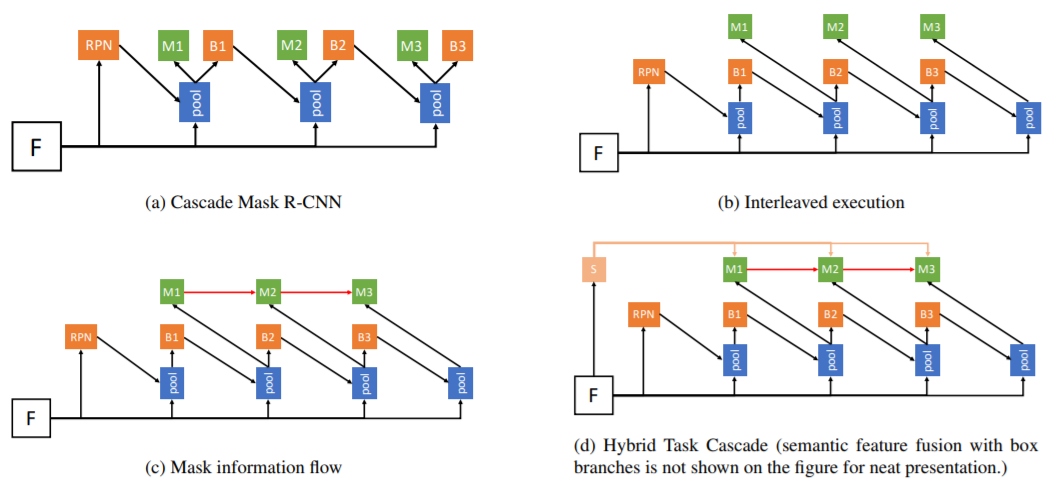 RPN M1 B1 M2 B2 M3 B3
pool pool pool
F
(a) Cascade Mask R-CNN
M1 M2 M3
RPN B1 B2 B3
pool pool pool pool
F
(b) Interleaved execution
M1 M2 M3
RPN B1 B2 B3
pool pool pool pool
F
(c) Mask information flow
S M1 M2 M3
RPN B1 B2 B3
pool pool pool pool
F
(d) Hybrid Task Cascade (semantic feature fusion with box
branches is not shown on the figure for neat presentation.)